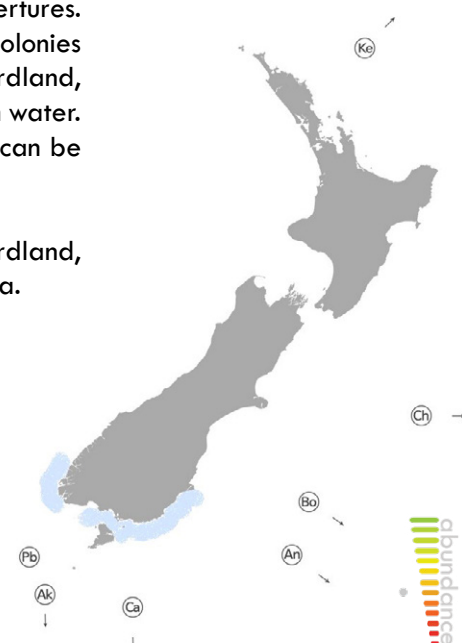 ertures.
olonies
rdland,
water.
can be
rdland,
a.
Ke
Ch
Bo
An
Pb
Ak
Ca
abundance